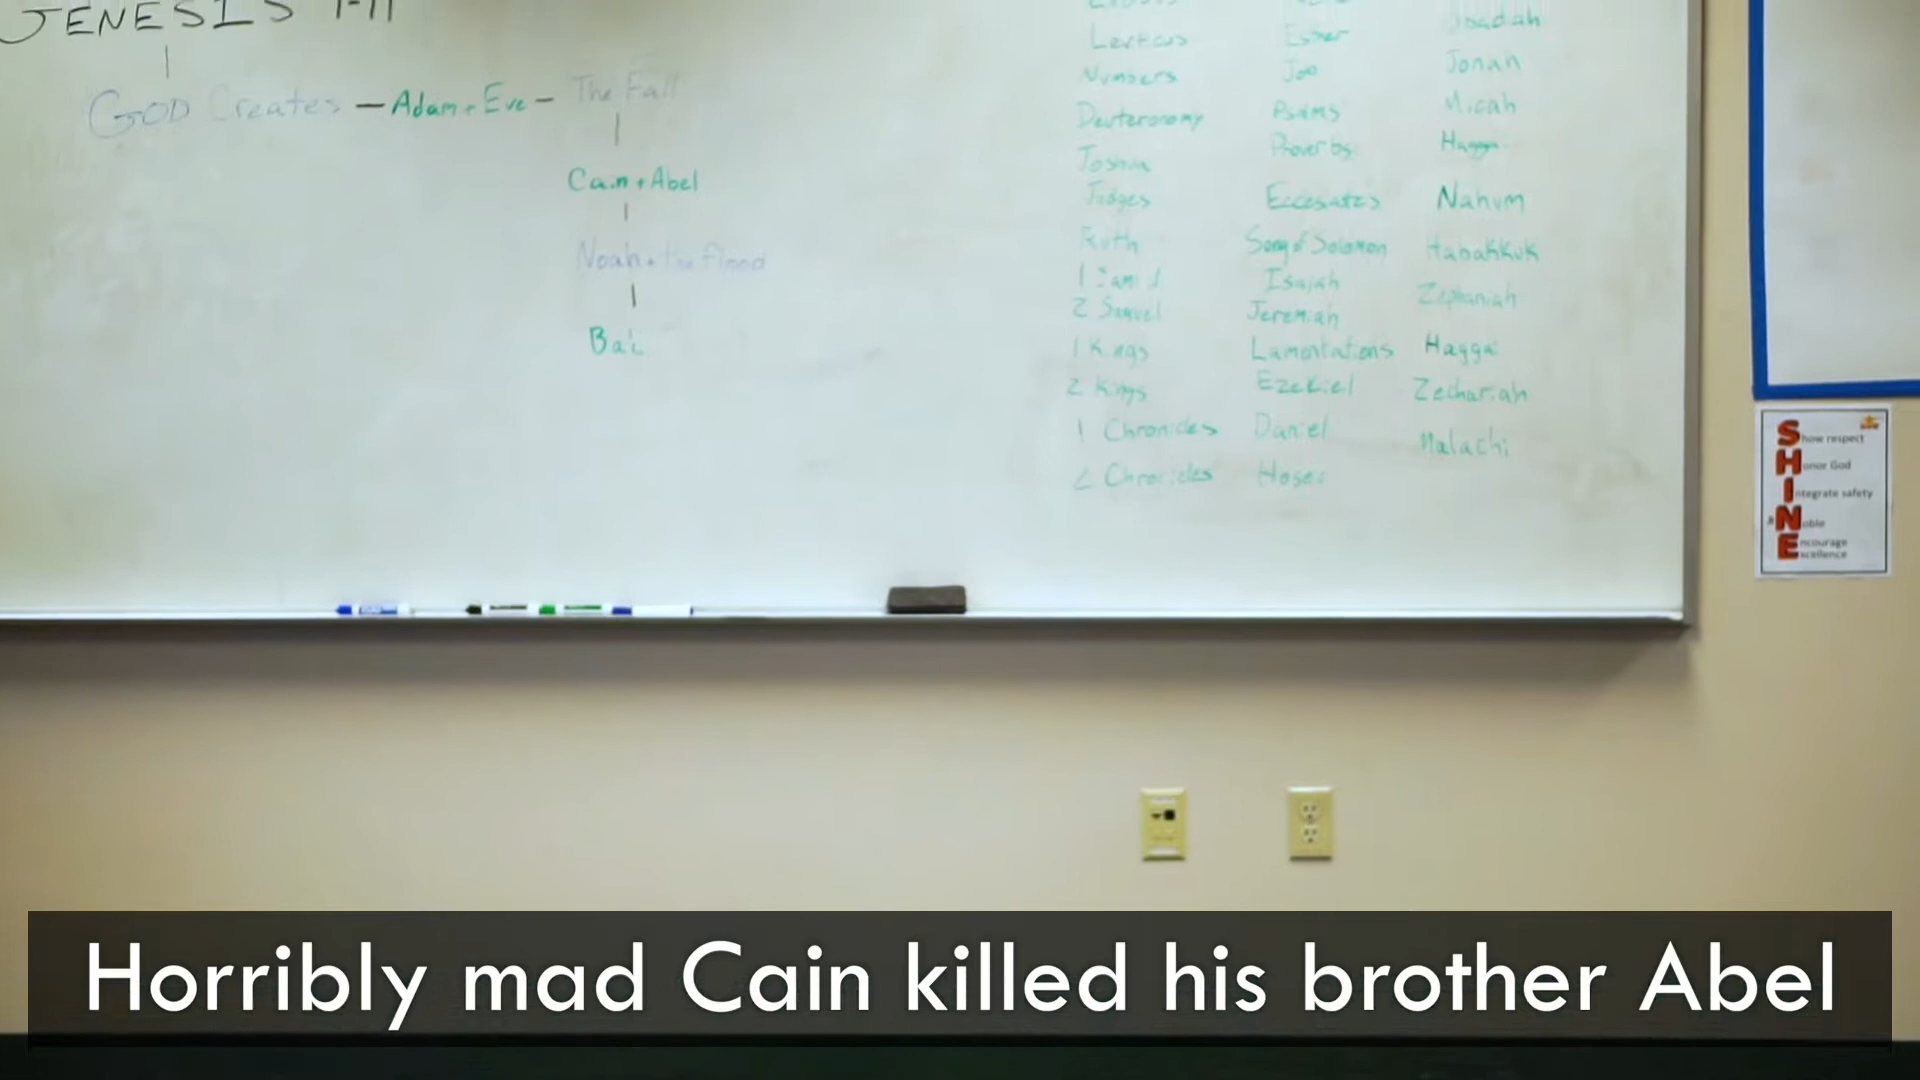 JENESIS 1-11
GOD Creates — Adam + Eve — The Fall
Cain + Abel
Noah + the flood
Leviticus
Numbers
Deuteronomy
Joshua
Judges
Ruth
2 Samuel
1 Kings
2 Kings
1 Chronicles
2 Chronicles
Esther
Psalms
Proverbs
Song of Solomon
Isaiah
Jeremiah
Lamontations
Ezekiel
Daniel
Hosea
Jonah
Micah
Nahum
Habakkuk
Zephaniah
Haggai
Zechariah
Malachi
Show respect
Honor God
Integrate safety
Noble
Encourage
Excellence
Horribly mad Cain killed his brother Abel